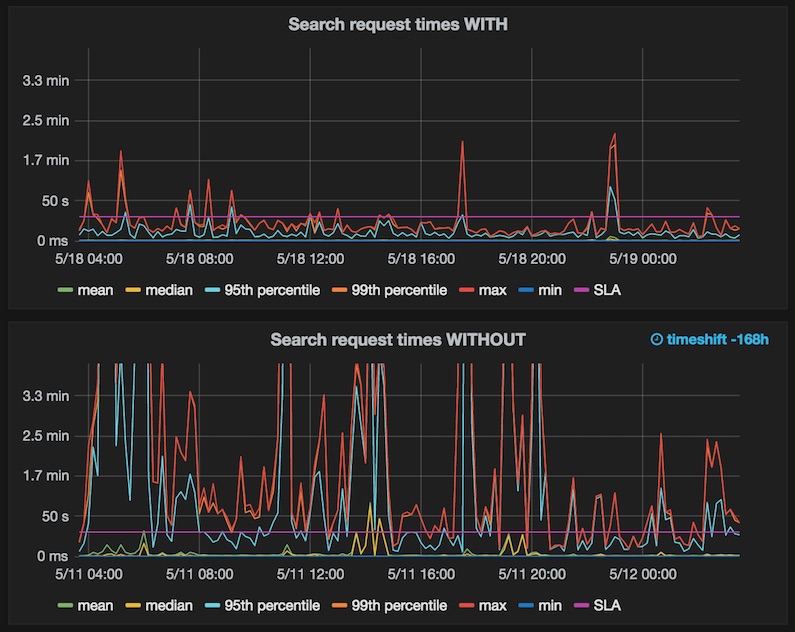 Search request times WITH
3.3 min
2.5 min
1.7 min
50 s
0 ms
5/18 04:00 5/18 08:00 5/18 12:00 5/18 16:00 5/18 20:00 5/19 00:00
mean median 95th percentile 99th percentile max min SLA
Search request times WITHOUT timeshift -168h
3.3 min
2.5 min
1.7 min
50 s
0 ms
5/11 04:00 5/11 08:00 5/11 12:00 5/11 16:00 5/11 20:00 5/12 00:00
mean median 95th percentile 99th percentile max min SLA